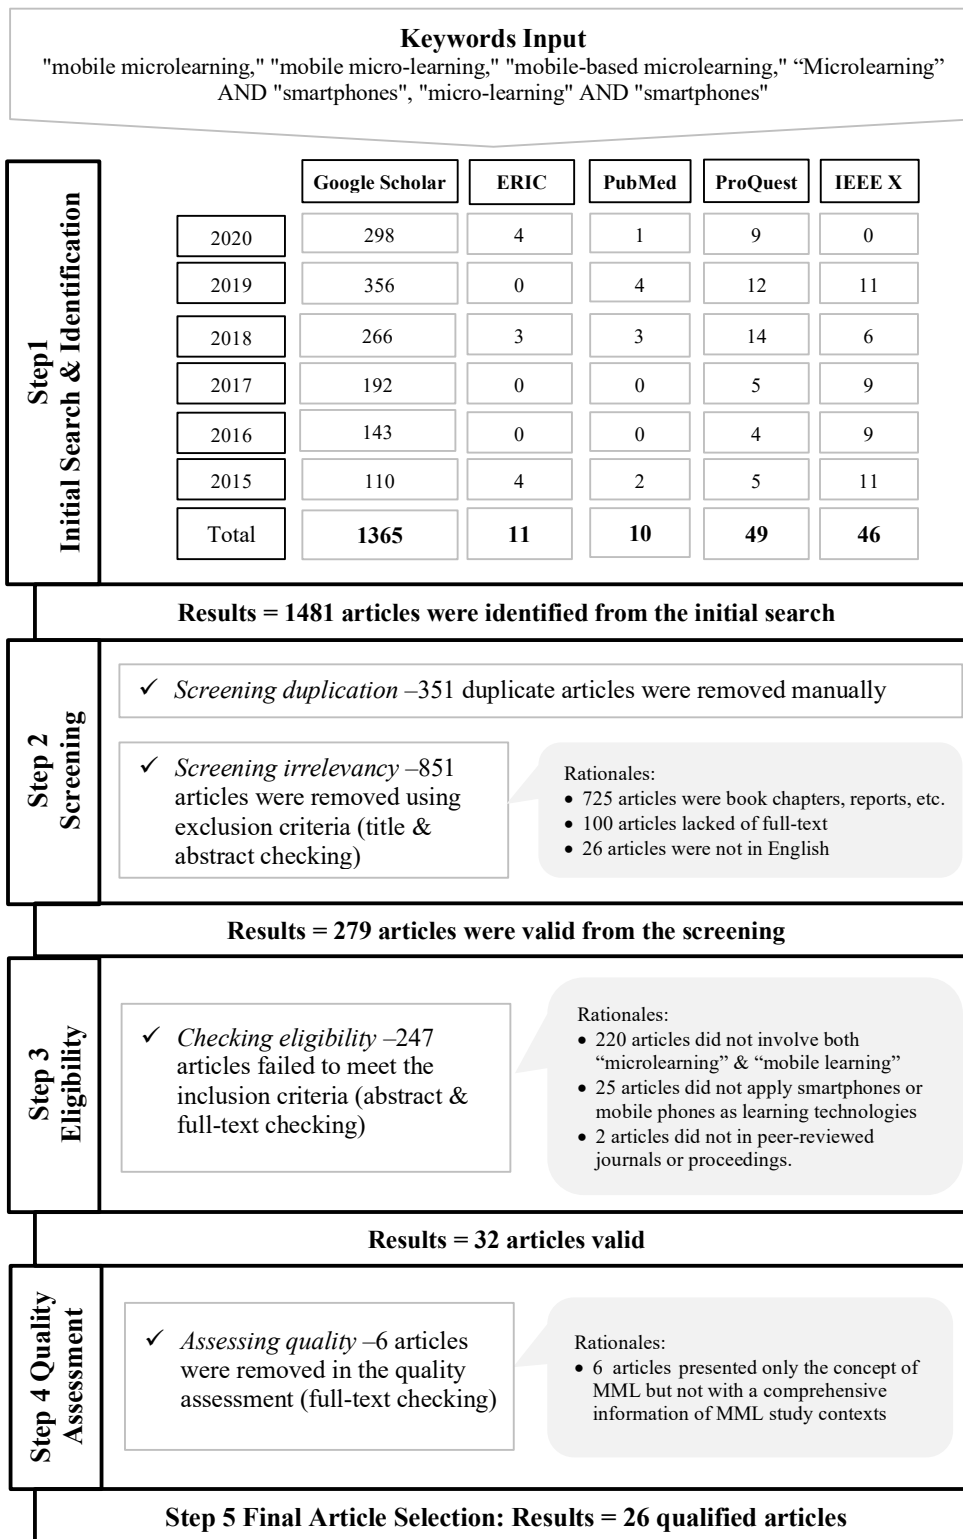 Keywords Input
"mobile microlearning," "mobile micro-learning," "mobile-based microlearning," “Microlearning”
AND "smartphones", "micro-learning" AND "smartphones"
Step1
Initial Search & Identification
Google Scholar ERIC PubMed ProQuest IEEE X
2020 298 4 1 9 0
2019 356 0 4 12 11
2018 266 3 3 14 6
2017 192 0 0 5 9
2016 143 0 0 4 9
2015 110 4 2 5 11
Total 1365 11 10 49 46
Results = 1481 articles were identified from the initial search
Step 2
Screening
✓ Screening duplication –351 duplicate articles were removed manually
✓ Screening irrelevancy –851
articles were removed using
exclusion criteria (title &
abstract checking)
Rationales:
• 725 articles were book chapters, reports, etc.
• 100 articles lacked of full-text
• 26 articles were not in English
Results = 279 articles were valid from the screening
Step 3
Eligibility
✓ Checking eligibility –247
articles failed to meet the
inclusion criteria (abstract &
full-text checking)
Rationales:
• 220 articles did not involve both
“microlearning” & “mobile learning”
• 25 articles did not apply smartphones or
mobile phones as learning technologies
• 2 articles did not in peer-reviewed
journals or proceedings.
Results = 32 articles valid
Step 4 Quality
Assessment
✓ Assessing quality –6 articles
were removed in the quality
assessment (full-text checking)
Rationales:
• 6 articles presented only the concept of
MML but not with a comprehensive
information of MML study contexts
Step 5 Final Article Selection: Results = 26 qualified articles